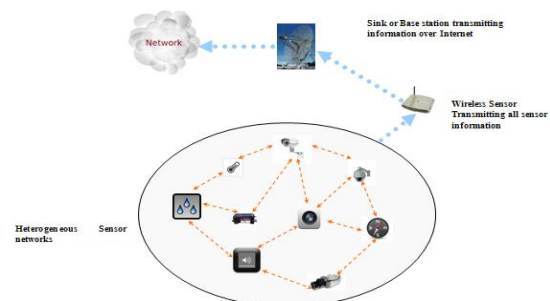 Network
Sink or Base station transmitting
information over Internet
Wireless Sensor
Transmitting all sensor
information
Heterogeneous Sensor
networks